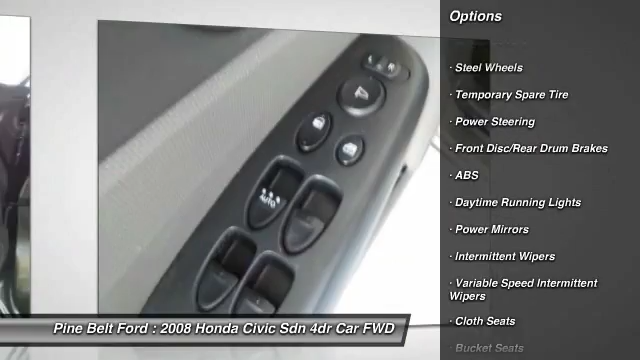 Options
· Steel Wheels
· Temporary Spare Tire
· Power Steering
· Front Disc/Rear Drum Brakes
· ABS
· Daytime Running Lights
· Power Mirrors
· Intermittent Wipers
· Variable Speed Intermittent
Wipers
· Cloth Seats
· Bucket Seats
L R
AUTO
Pine Belt Ford : 2008 Honda Civic Sdn 4dr Car FWD